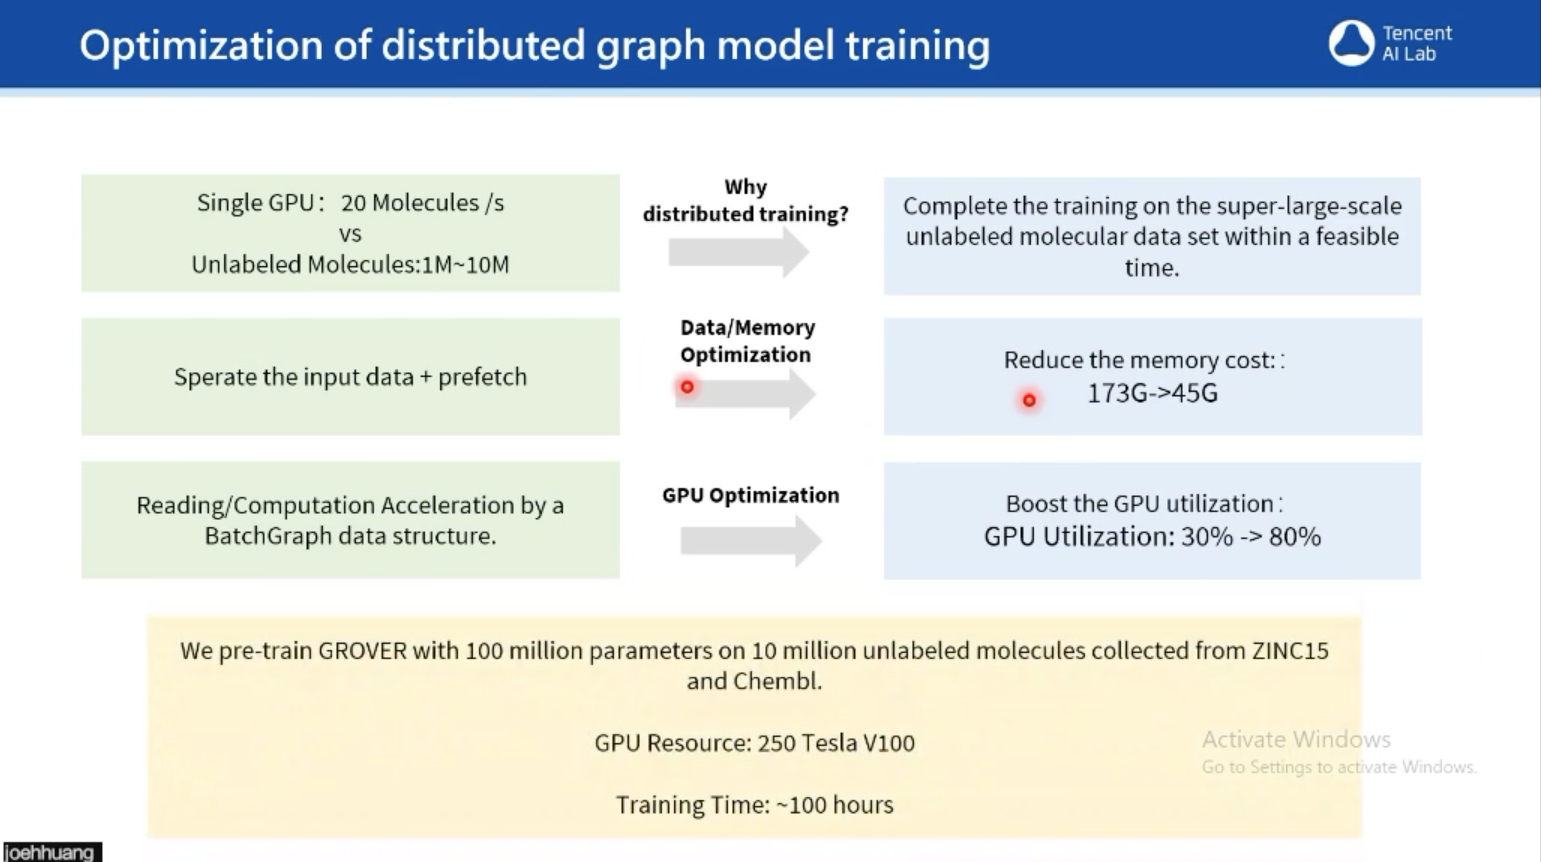 Optimization of distributed graph model training
Tencent
AI Lab
Single GPU： 20 Molecules /s
vs
Unlabeled Molecules:1M~10M
Why
distributed training?
Complete the training on the super-large-scale
unlabeled molecular data set within a feasible
time.
Sperate the input data + prefetch
Data/Memory
Optimization
Reduce the memory cost:：
173G->45G
Reading/Computation Acceleration by a
BatchGraph data structure.
GPU Optimization
Boost the GPU utilization：
GPU Utilization: 30% -> 80%
We pre-train GROVER with 100 million parameters on 10 million unlabeled molecules collected from ZINC15
and Chembl.
GPU Resource: 250 Tesla V100
Training Time: ~100 hours
Activate Windows
Go to Settings to activate Windows.
joehhuang